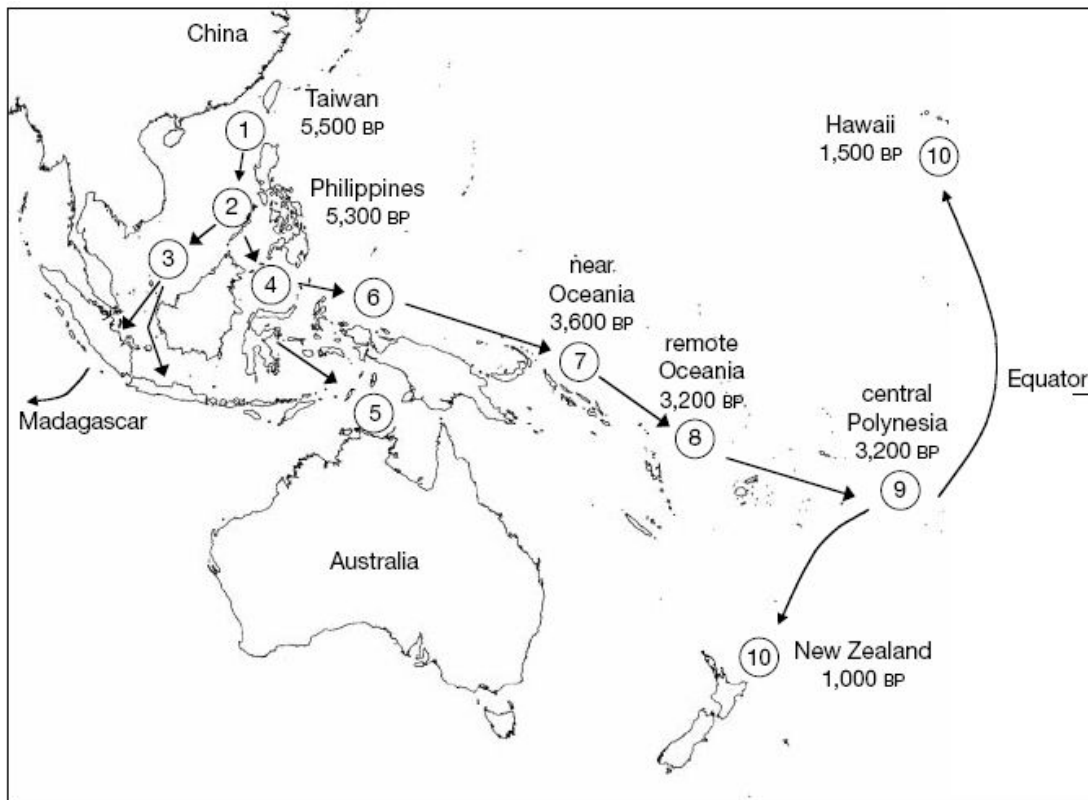 China
Taiwan
5,500 BP
1
Hawaii
1,500 BP
10
Philippines
5,300 BP
2
3
4
6
near
Oceania
3,600 BP
7
remote
Oceania
3,200 BP
8
Equator
central
Polynesia
3,200 BP
9
Madagascar
5
Australia
10
New Zealand
1,000 BP